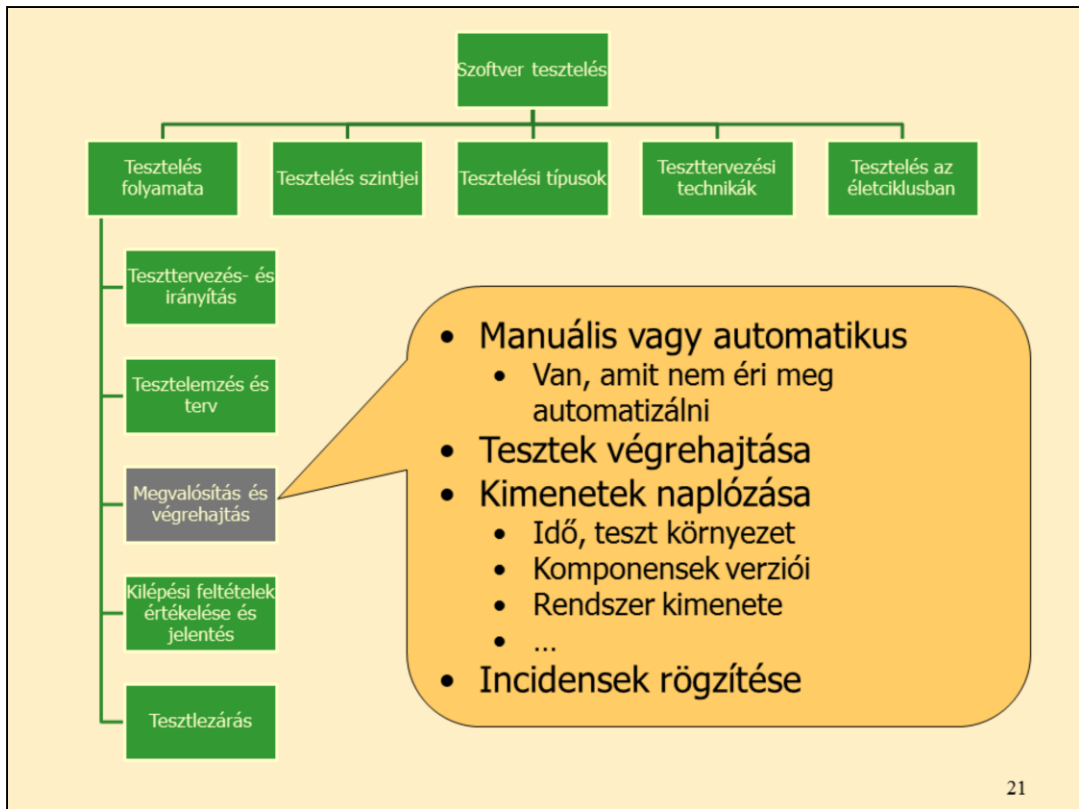 Szoftver tesztelés
Tesztelés
folyamata
Tesztelés szintjei
Tesztelési típusok
Teszttervezési
technikák
Tesztelés az
életciklusban
Teszttervezés- és
irányítás
Tesztelemzés és
terv
Megvalósítás és
végrehajtás
Kilépési feltételek
értékelése és
jelentés
Tesztlezárás
• Manuális vagy automatikus
• Van, amit nem éri meg
automatizálni
• Tesztek végrehajtása
• Kimenetek naplózása
• Idő, teszt környezet
• Komponensek verziói
• Rendszer kimenete
• ...
• Incidensek rögzítése
21